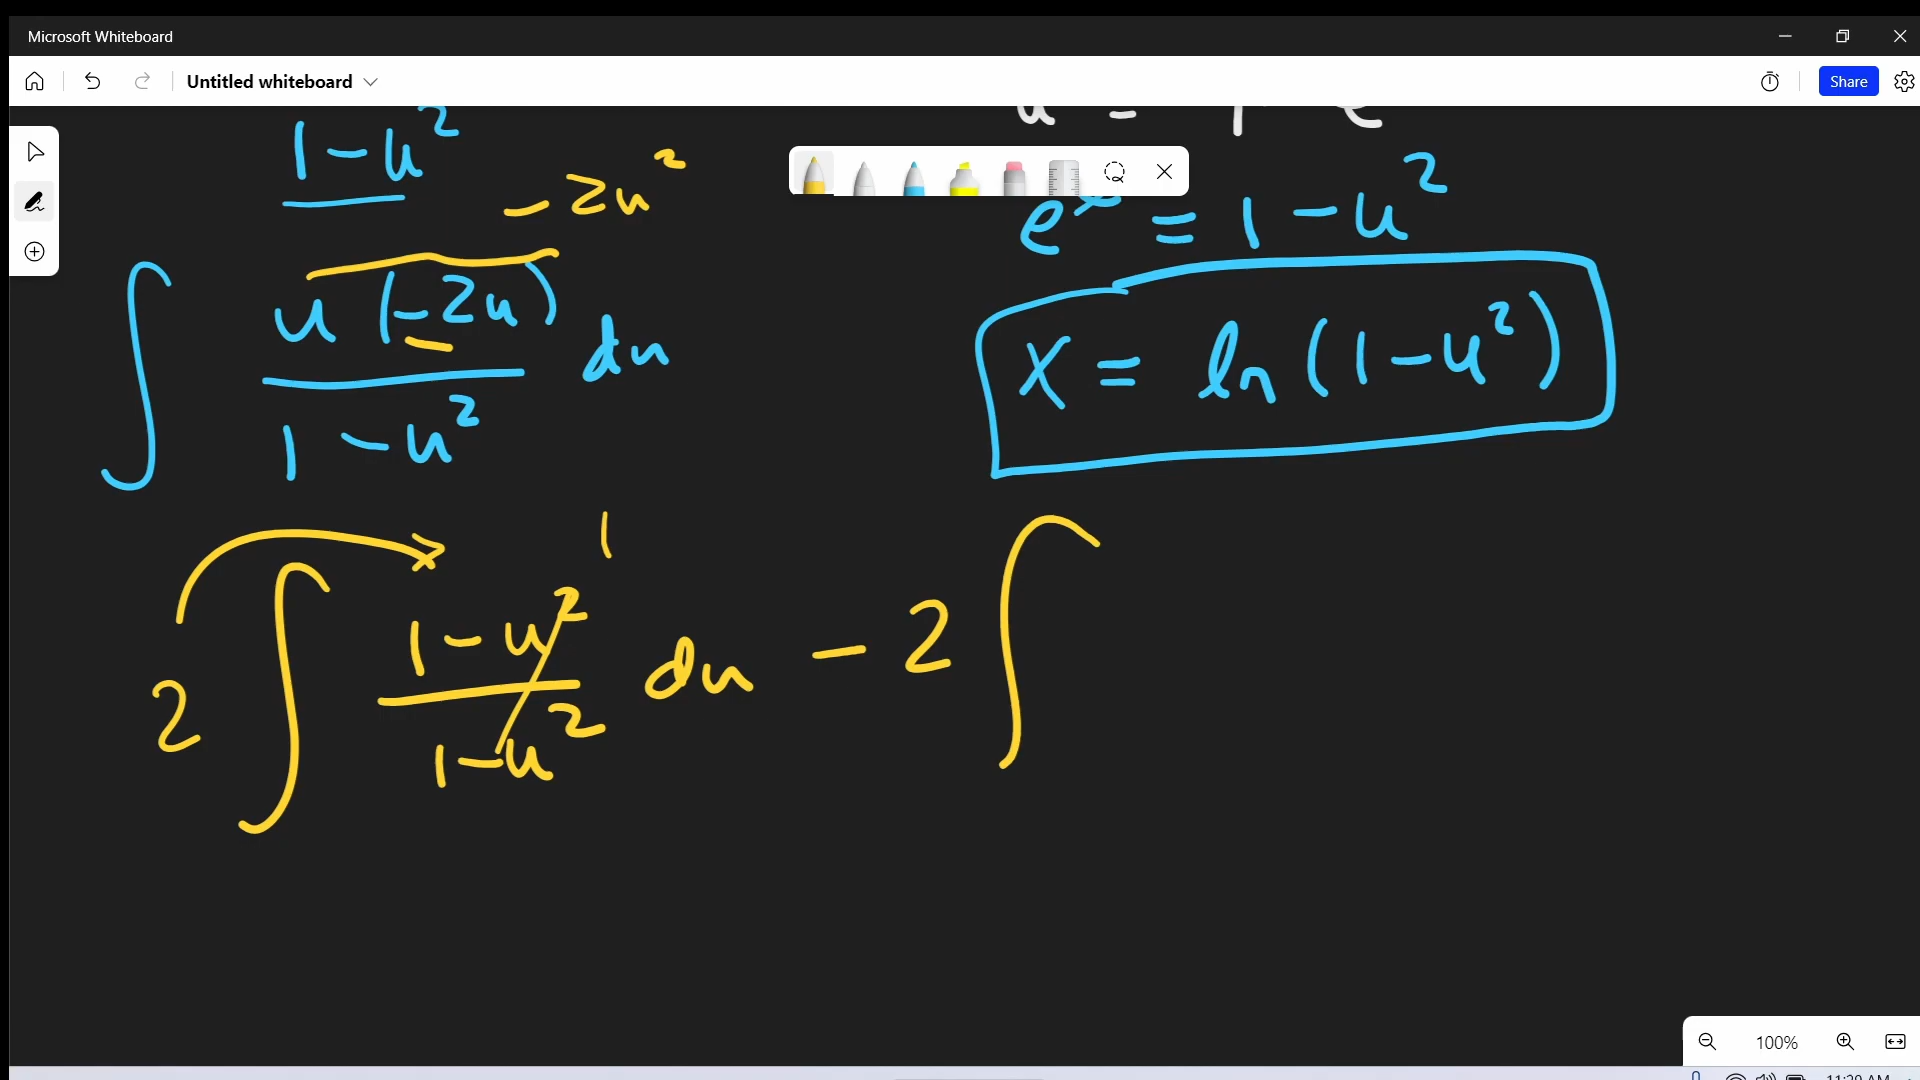 Microsoft Whiteboard
Untitled whiteboard
Share
1-u²
-2u²
∫ u(-2u)/(1-u²) du
e^x = 1-u²
x = ln(1-u²)
1
2 ∫ (1-u²)/(1-u²) du - 2 ∫
100%